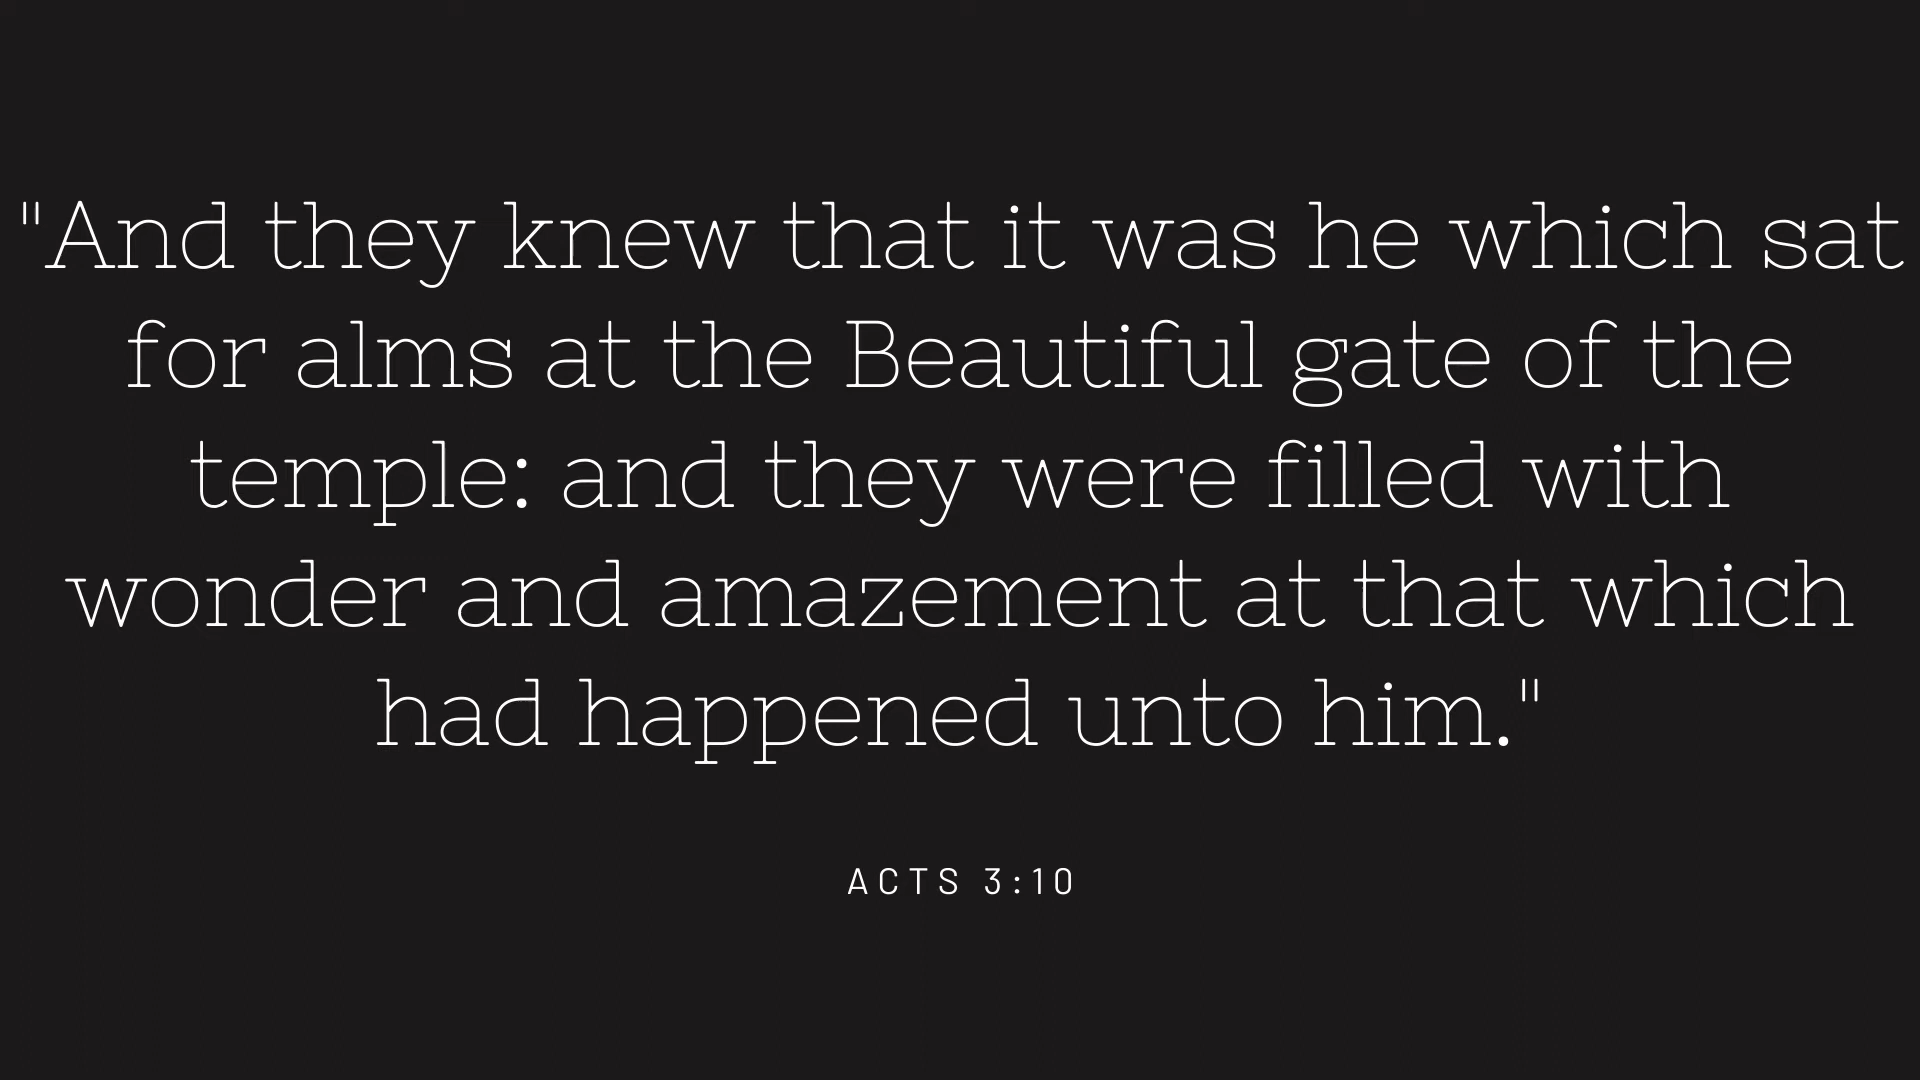 "And they knew that it was he which sat
for alms at the Beautiful gate of the
temple: and they were filled with
wonder and amazement at that which
had happened unto him."
ACTS 3:10